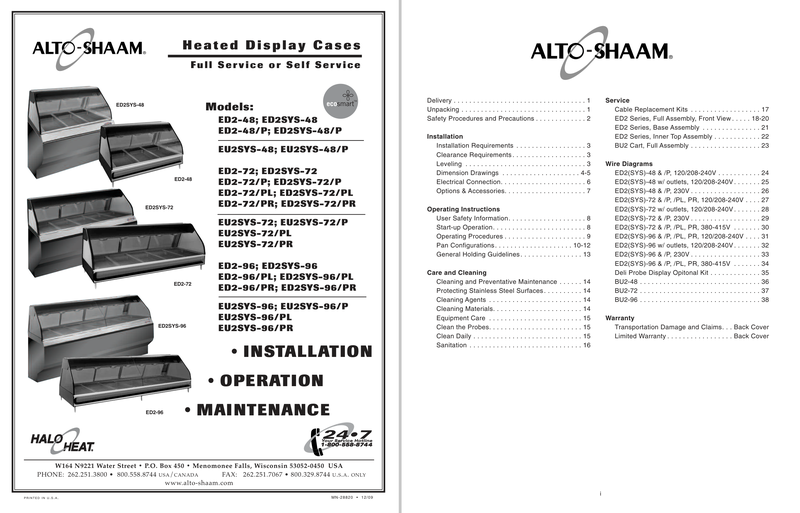 ALTO-SHAAM®
Heated Display Cases
Full Service or Self Service
ecosmart
ED2SYS-48
ED2-48
ED2SYS-72
ED2-72
ED2SYS-96
ED2-96
Models:
ED2-48; ED2SYS-48
ED2-48/P; ED2SYS-48/P
EU2SYS-48; EU2SYS-48/P
ED2-72; ED2SYS-72
ED2-72/P; ED2SYS-72/P
ED2-72/PL; ED2SYS-72/PL
ED2-72/PR; ED2SYS-72/PR
EU2SYS-72; EU2SYS-72/P
EU2SYS-72/PL
EU2SYS-72/PR
ED2-96; ED2SYS-96
ED2-96/PL; ED2SYS-96/PL
ED2-96/PR; ED2SYS-96/PR
EU2SYS-96; EU2SYS-96/P
EU2SYS-96/PL
EU2SYS-96/PR
• INSTALLATION
• OPERATION
• MAINTENANCE
HALO HEAT®
24•7
Your Service Hotline
1-800-558-8744
W164 N9221 Water Street • P.O. Box 450 • Menomonee Falls, Wisconsin 53052-0450 USA
PHONE: 262.251.3800 • 800.558.8744 USA/CANADA FAX: 262.251.7067 • 800.329.8744 U.S.A. ONLY
www.alto-shaam.com
PRINTED IN U.S.A.
MN-28823 • 12/09
ALTO-SHAAM®
Delivery . . . . . . . . . . . . . . . . . . . . 1
Unpacking . . . . . . . . . . . . . . . . . . . . 1
Safety Procedures and Precautions . . . . . . . . . . . . 2
Installation
Installation Requirements . . . . . . . . . . . . 3
Clearance Requirements . . . . . . . . . . . . 3
Leveling . . . . . . . . . . . . 3
Dimension Drawings . . . . . . . . . . . . 4-5
Electrical Connection . . . . . . . . . . . . 6
Options & Accessories . . . . . . . . . . . . 7
Operating Instructions
User Safety Information . . . . . . . . . . . . 8
Start-up Operation . . . . . . . . . . . . 8
Operating Procedures . . . . . . . . . . . . 9
Pan Configurations . . . . . . . . . . . . 10-12
General Holding Guidelines . . . . . . . . . . . . 13
Care and Cleaning
Cleaning and Preventative Maintenance . . . . . . 14
Protecting Stainless Steel Surfaces . . . . . . . . 14
Cleaning Agents . . . . . . . . . . . . 14
Cleaning Materials . . . . . . . . . . . . 14
Equipment Care . . . . . . . . . . . . 15
Clean the Probes . . . . . . . . . . . . 15
Clean Daily . . . . . . . . . . . . 15
Sanitation . . . . . . . . . . . . 16
Service
Cable Replacement Kits . . . . . . . . . . . . 17
ED2 Series, Full Assembly, Front View . . . . . 18-20
ED2 Series, Base Assembly . . . . . . . . . . . . 21
ED2 Series, Inner Top Assembly . . . . . . . . . . 22
BU2 Cart, Full Assembly . . . . . . . . . . . . 23
Wire Diagrams
ED2(SYS)-48 & /P, 120/208-240V . . . . . . . . . . 24
ED2(SYS)-48 w/ outlets, 120/208-240V . . . . . . . 25
ED2(SYS)-48 & /P, 230V . . . . . . . . . . . . 26
ED2(SYS)-72 & /P, /PL, PR, 120/208-240V . . . . 27
ED2(SYS)-72 w/ outlets, 120/208-240V . . . . . . . 28
ED2(SYS)-72 & /P, 230V . . . . . . . . . . . . 29
ED2(SYS)-72 & /P, /PL, PR, 380-415V . . . . . . . 30
ED2(SYS)-96 & /P, /PL, PR, 120/208-240V . . . . 31
ED2(SYS)-96 w/ outlets, 120/208-240V . . . . . . . 32
ED2(SYS)-96 & /P, 230V . . . . . . . . . . . . 33
ED2(SYS)-96 & /P, /PL, PR, 380-415V . . . . . . . 34
Deli Probe Display Opitonal Kit . . . . . . . . . . . . 35
BU2-48 . . . . . . . . . . . . 36
BU2-72 . . . . . . . . . . . . 37
BU2-96 . . . . . . . . . . . . 38
Warranty
Transportation Damage and Claims . . . Back Cover
Limited Warranty . . . . . . . . . . . . Back Cover
i